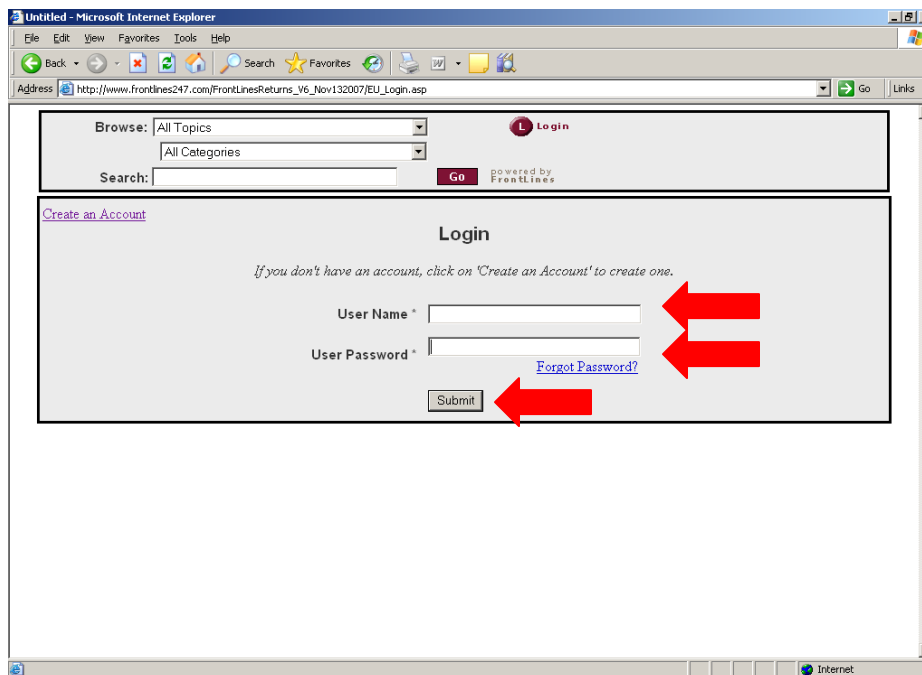 Untitled - Microsoft Internet Explorer
File Edit View Favorites Tools Help
Back Search Favorites W
Address http://www.frontlines247.com/FrontLinesReturns_V6_Nov132007/EU_Login.asp Go Links
Browse: All Topics L Login
All Categories
Search: Go powered by
FrontLines
Create an Account
Login
If you don't have an account, click on 'Create an Account' to create one.
User Name *
User Password *
Forgot Password?
Submit
Internet